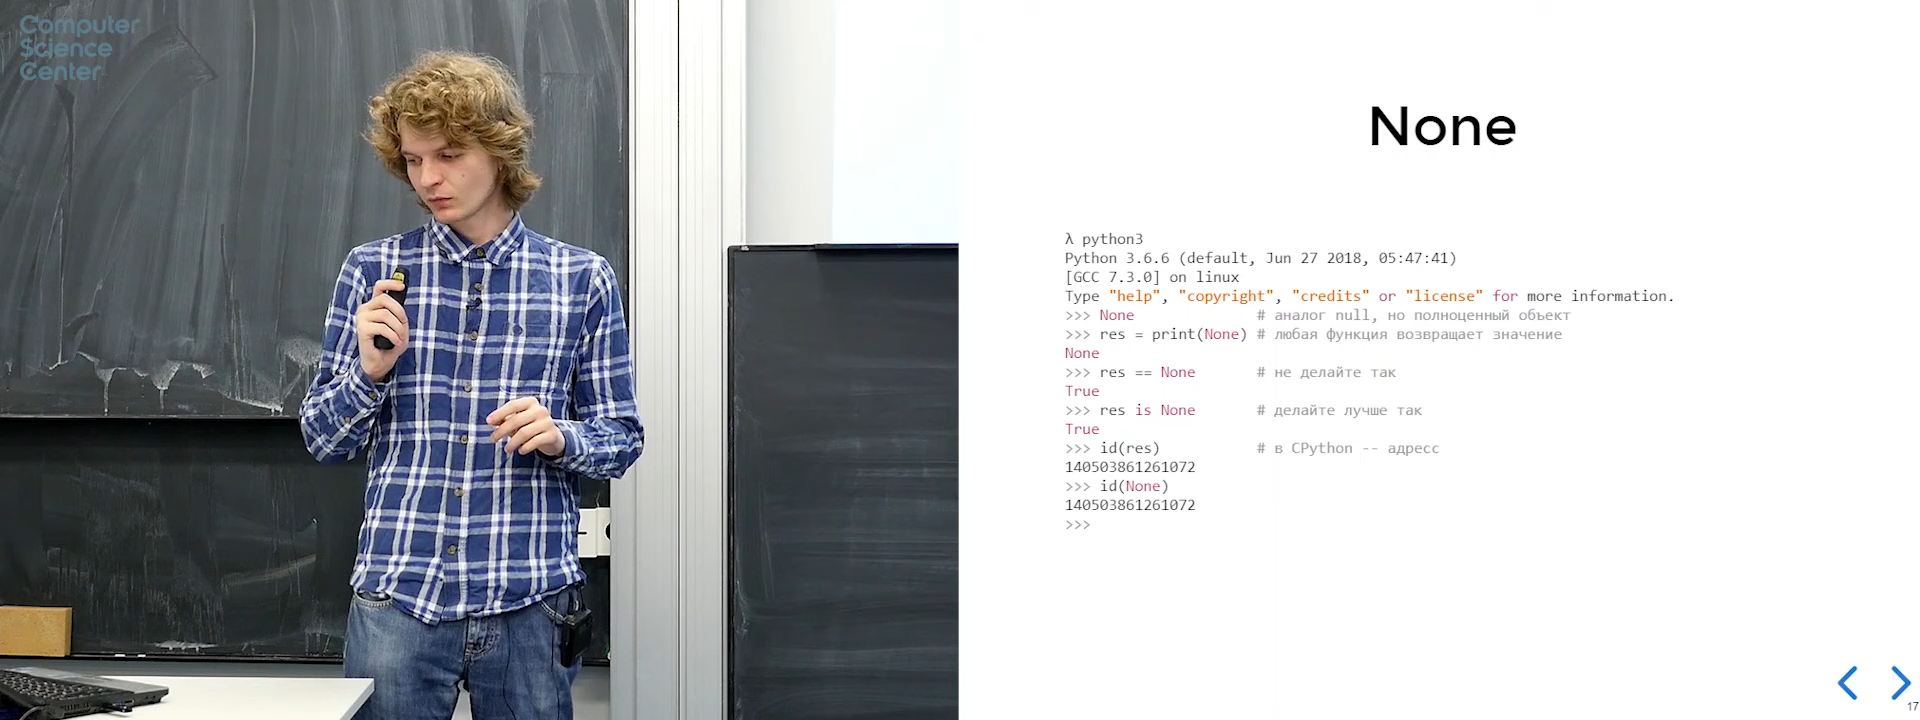 Computer
Science
Center
None
λ python3
Python 3.6.6 (default, Jun 27 2018, 05:47:41)
[GCC 7.3.0] on linux
Type "help", "copyright", "credits" or "license" for more information.
>>> None # аналог null, но полноценный объект
>>> res = print(None) # любая функция возвращает значение
None
>>> res == None # не делайте так
True
>>> res is None # делайте лучше так
True
>>> id(res) # в CPython -- адресс
140503861261072
>>> id(None)
140503861261072
>>>
17